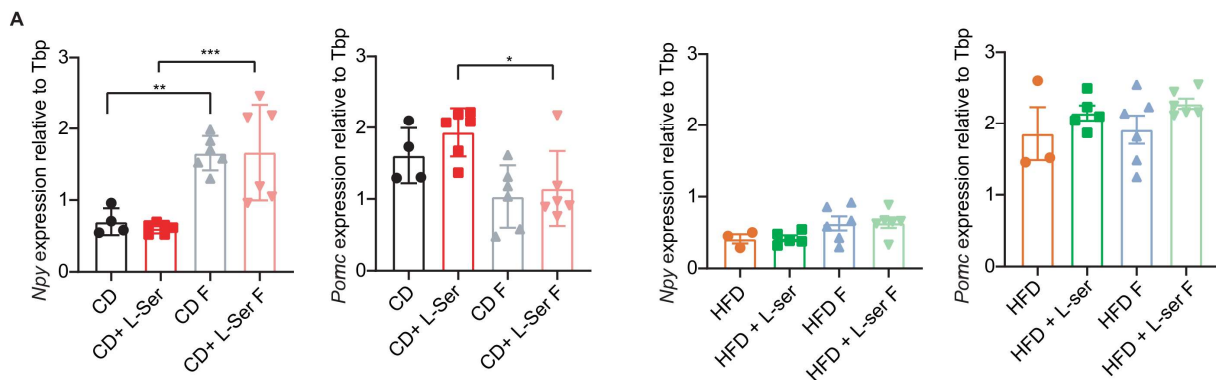 A
Npy expression relative to Tbp
3
2
1
0
**
***
CD
CD+ L-Ser
CD F
CD+ L-Ser F
Pomc expression relative to Tbp
3
2
1
0
*
CD
CD+ L-Ser
CD F
CD+ L-Ser F
Npy expression relative to Tbp
3
2
1
0
HFD
HFD + L-ser
HFD F
HFD + L-ser F
Pomc expression relative to Tbp
3
2
1
0
HFD
HFD + L-ser
HFD F
HFD + L-ser F